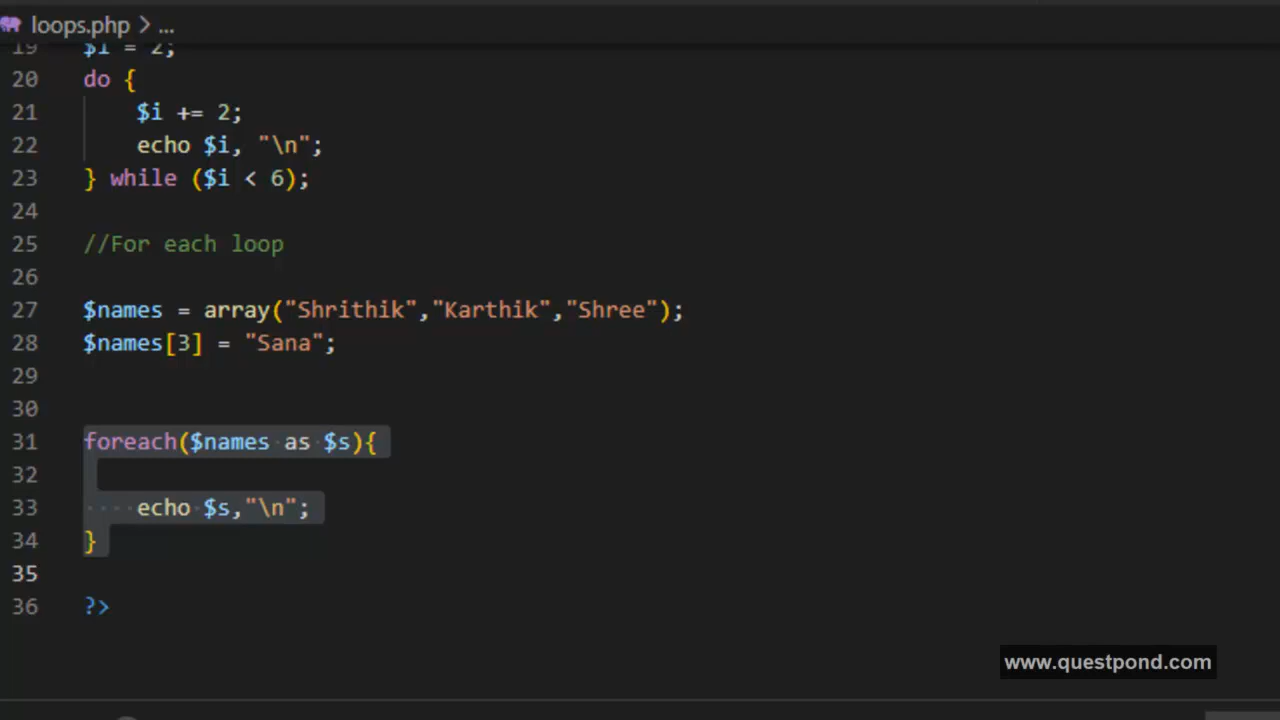 loops.php > ...
19 $i = 2;
20 do {
21 $i += 2;
22 echo $i, "\n";
23 } while ($i < 6);
24
25 //For each loop
26
27 $names = array("Shrithik","Karthik","Shree");
28 $names[3] = "Sana";
29
30
31 foreach($names as $s){
32
33 echo $s,"\n";
34 }
35
36 ?>
www.questpond.com